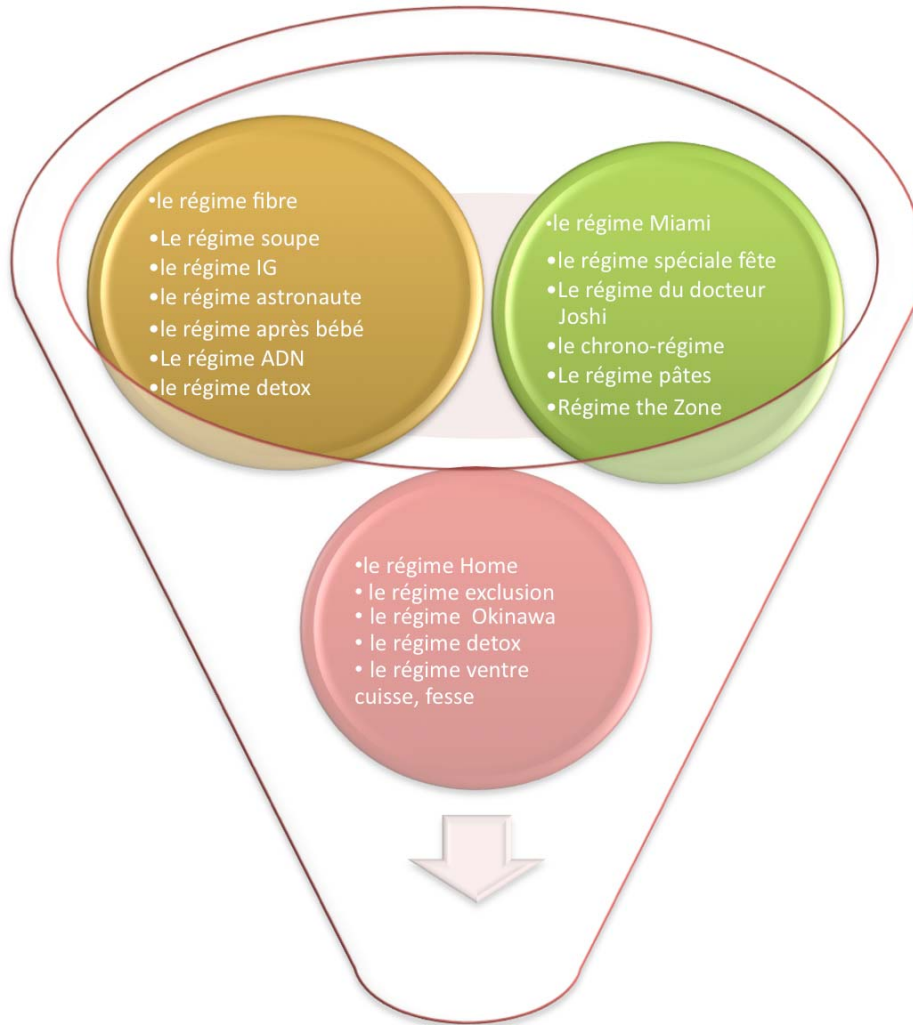 •le régime fibre
•Le régime soupe
•le régime IG
•le régime astronaute
•le régime après bébé
•Le régime ADN
•le régime detox
•le régime Miami
•le régime spéciale fête
•Le régime du docteur
Joshi
•le chrono-régime
•Le régime pâtes
•Régime the Zone
•le régime Home
• le régime exclusion
• le régime  Okinawa
• le régime detox
• le régime ventre
cuisse, fesse